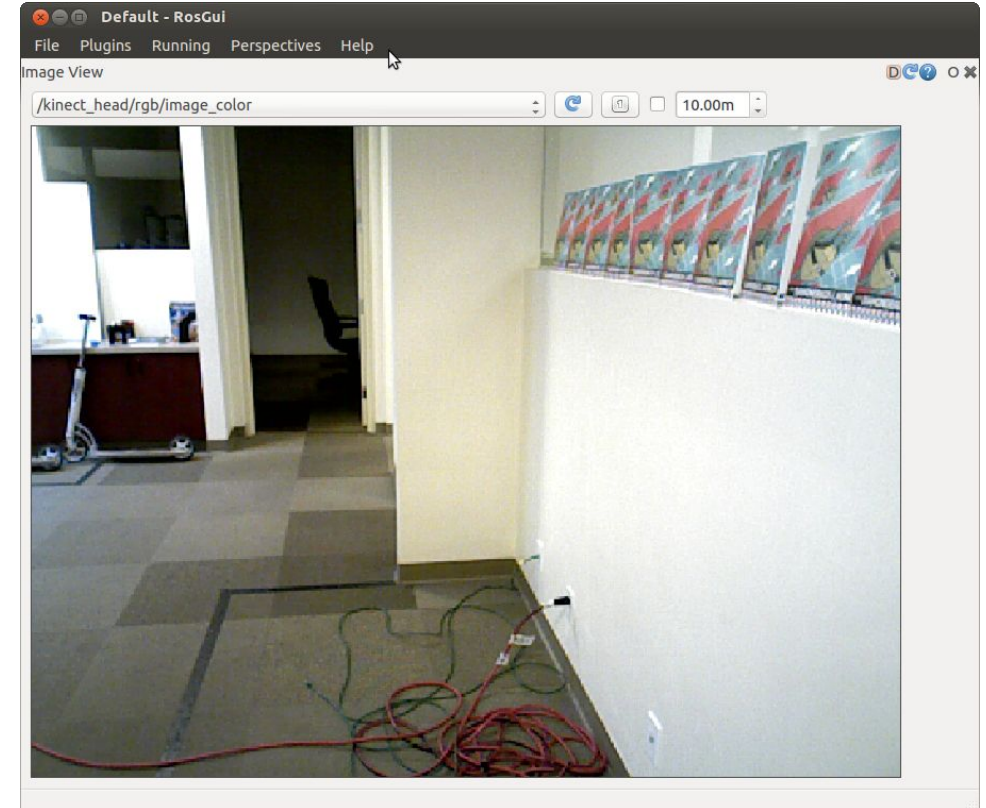 Default - RosGui
File Plugins Running Perspectives Help
Image View
D O
/kinect_head/rgb/image_color
10.00m